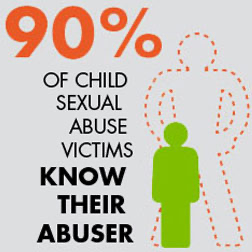 90%
OF CHILD
SEXUAL
ABUSE
VICTIMS
KNOW
THEIR
ABUSER